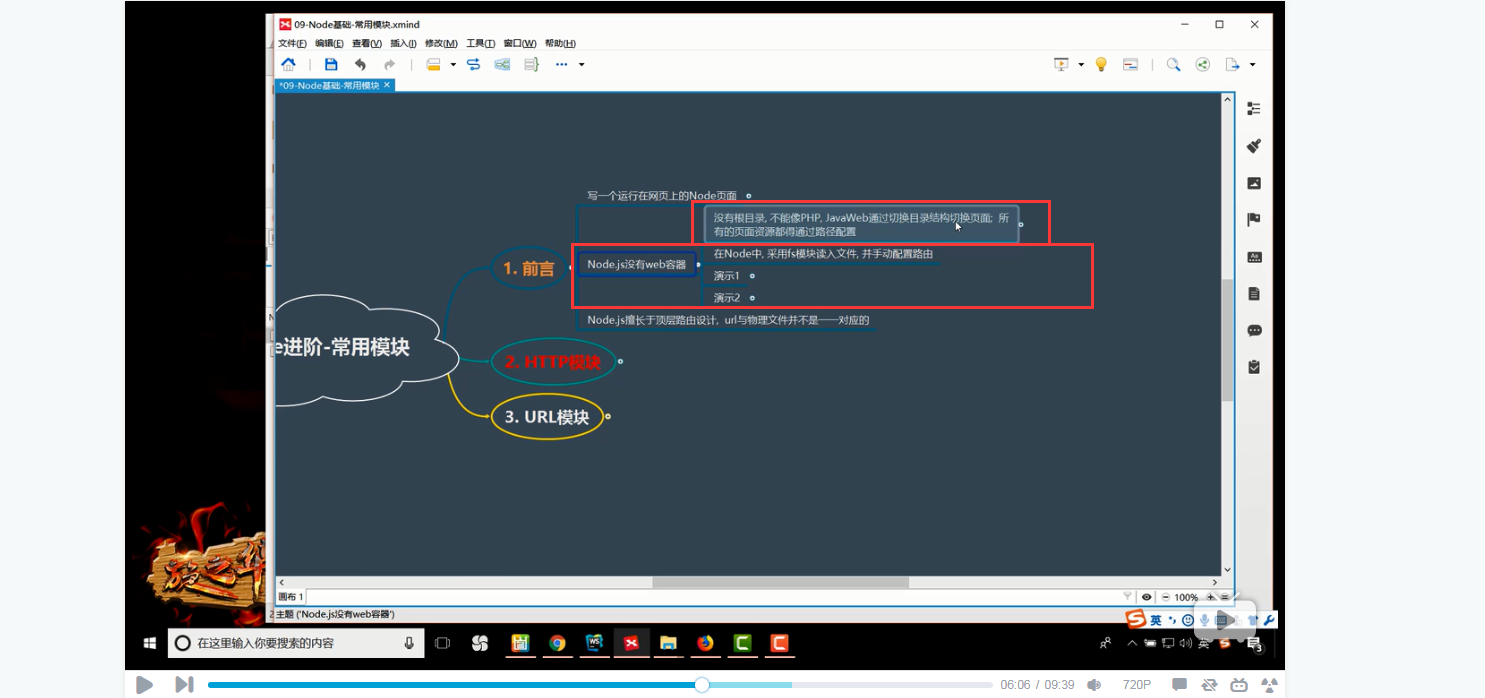 09-Node基础-常用模块.xmind
文件(F) 编辑(E) 查看(V) 插入(I) 修改(M) 工具(T) 窗口(W) 帮助(H)
*09-Node基础-常用模块
写一个运行在网页上的Node页面
没有根目录, 不能像PHP, JavaWeb通过切换目录结构切换页面; 所
有的页面资源都得通过路径配置
1. 前言
Node.js没有web容器
在Node中, 采用fs模块读入文件, 并手动配置路由
演示1
演示2
Node.js擅长于顶层路由设计, url与物理文件并不是一一对应的
e进阶-常用模块
2. HTTP模块
3. URL模块
画布 1
100%
主题 ('Node.js没有web容器')
英
在这里输入你要搜索的内容
英
3
06:06 / 09:39
720P